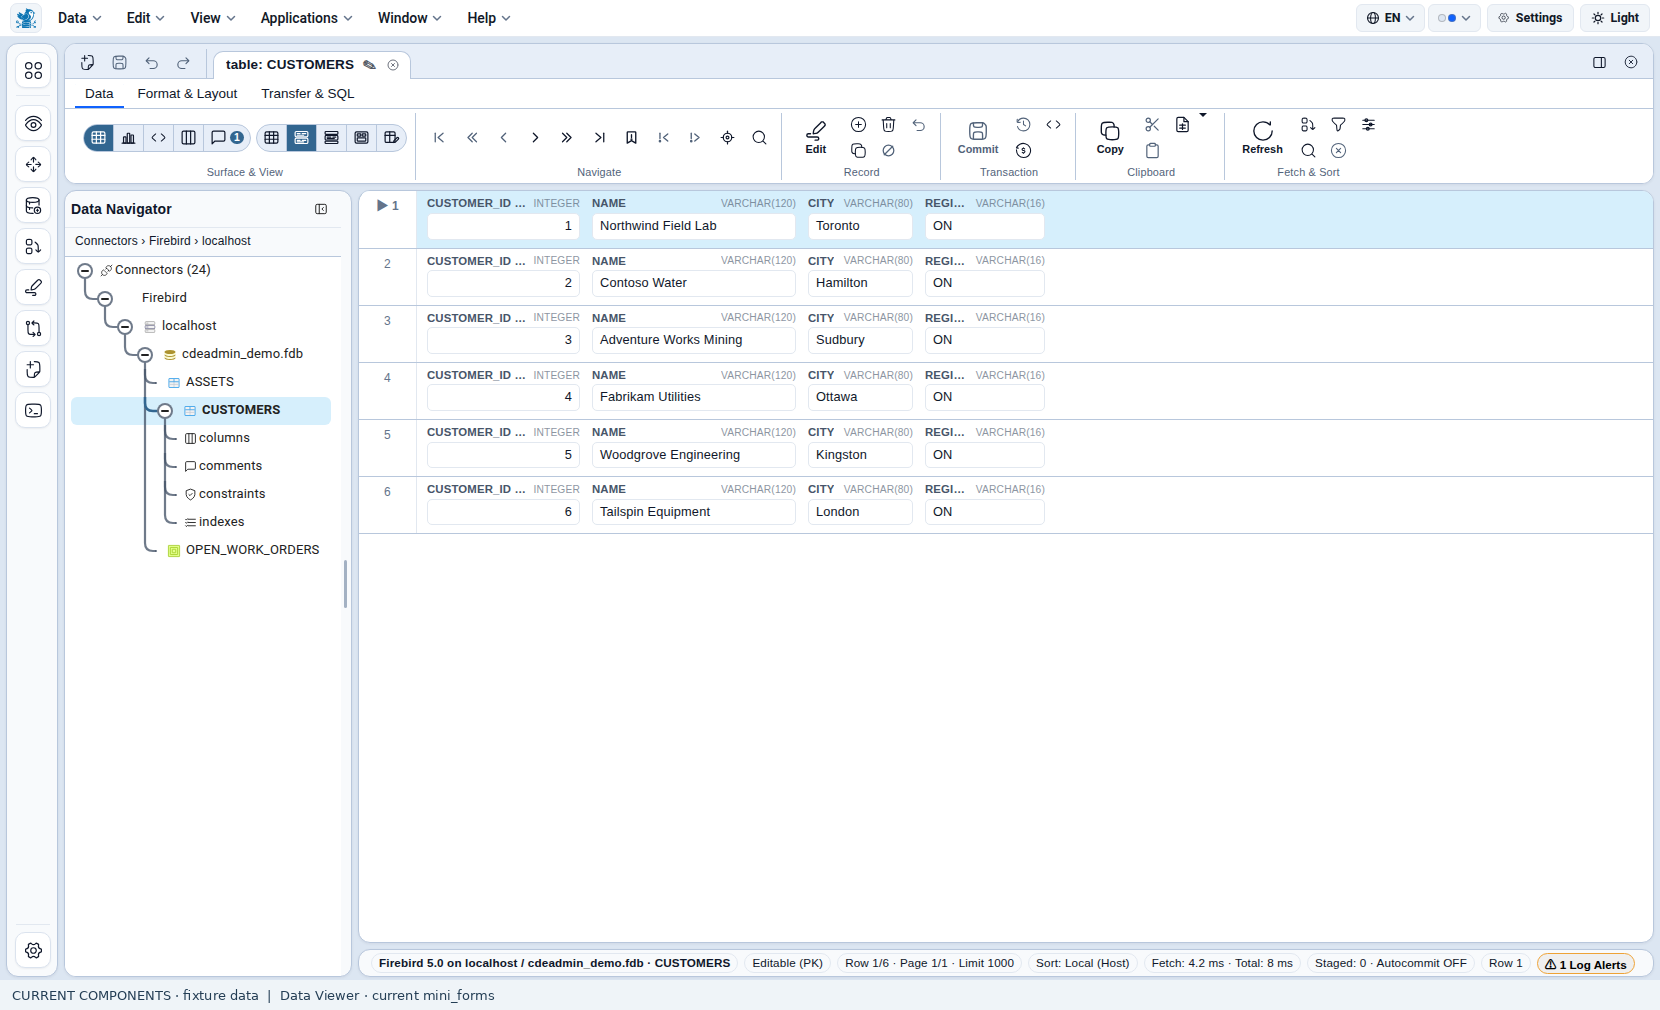 Data Edit View Applications Window Help EN Settings Light
table: CUSTOMERS
Data Format & Layout Transfer & SQL
1
Edit Commit Copy Refresh
Surface & View Navigate Record Transaction Clipboard Fetch & Sort
Data Navigator
Connectors › Firebird › localhost
Connectors (24)
Firebird
localhost
cdeadmin_demo.fdb
ASSETS
CUSTOMERS
columns
comments
constraints
indexes
OPEN_WORK_ORDERS
1 CUSTOMER_ID ... INTEGER NAME VARCHAR(120) CITY VARCHAR(80) REGI... VARCHAR(16)
1 Northwind Field Lab Toronto ON
2 CUSTOMER_ID ... INTEGER NAME VARCHAR(120) CITY VARCHAR(80) REGI... VARCHAR(16)
2 Contoso Water Hamilton ON
3 CUSTOMER_ID ... INTEGER NAME VARCHAR(120) CITY VARCHAR(80) REGI... VARCHAR(16)
3 Adventure Works Mining Sudbury ON
4 CUSTOMER_ID ... INTEGER NAME VARCHAR(120) CITY VARCHAR(80) REGI... VARCHAR(16)
4 Fabrikam Utilities Ottawa ON
5 CUSTOMER_ID ... INTEGER NAME VARCHAR(120) CITY VARCHAR(80) REGI... VARCHAR(16)
5 Woodgrove Engineering Kingston ON
6 CUSTOMER_ID ... INTEGER NAME VARCHAR(120) CITY VARCHAR(80) REGI... VARCHAR(16)
6 Tailspin Equipment London ON
Firebird 5.0 on localhost / cdeadmin_demo.fdb · CUSTOMERS Editable (PK) Row 1/6 · Page 1/1 · Limit 1000 Sort: Local (Host) Fetch: 4.2 ms · Total: 8 ms Staged: 0 · Autocommit OFF Row 1 1 Log Alerts
CURRENT COMPONENTS · fixture data | Data Viewer · current mini_forms